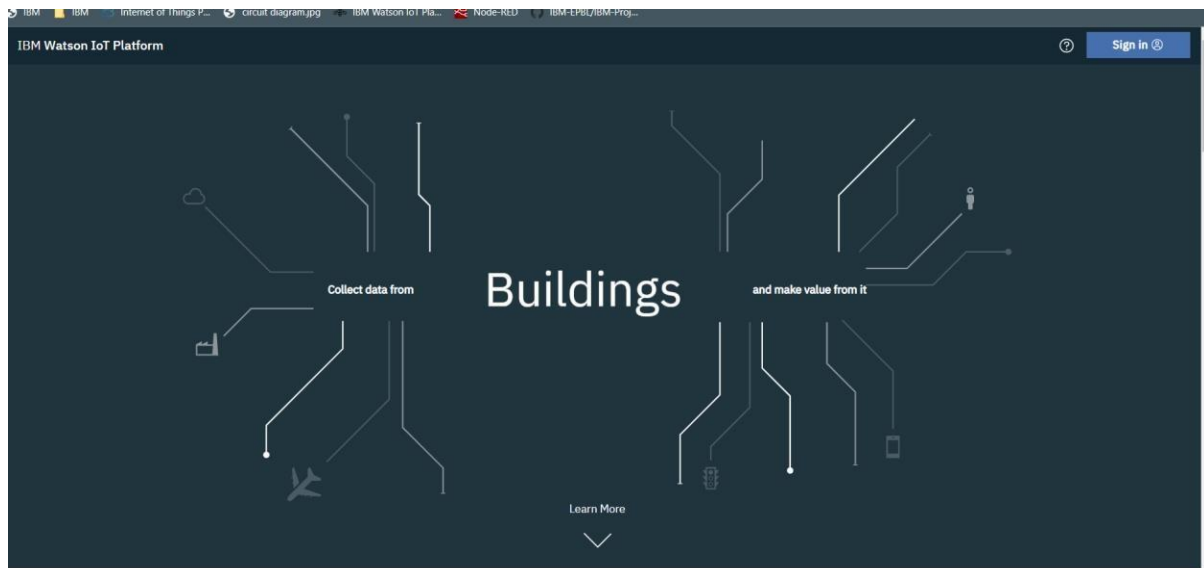 IBM IBM Internet of Things P... circuit diagram.jpg IBM Watson IoT Pla... Node-RED IBM-EPBL/IBM-Proj...
IBM Watson IoT Platform Sign in
Collect data from Buildings and make value from it
Learn More